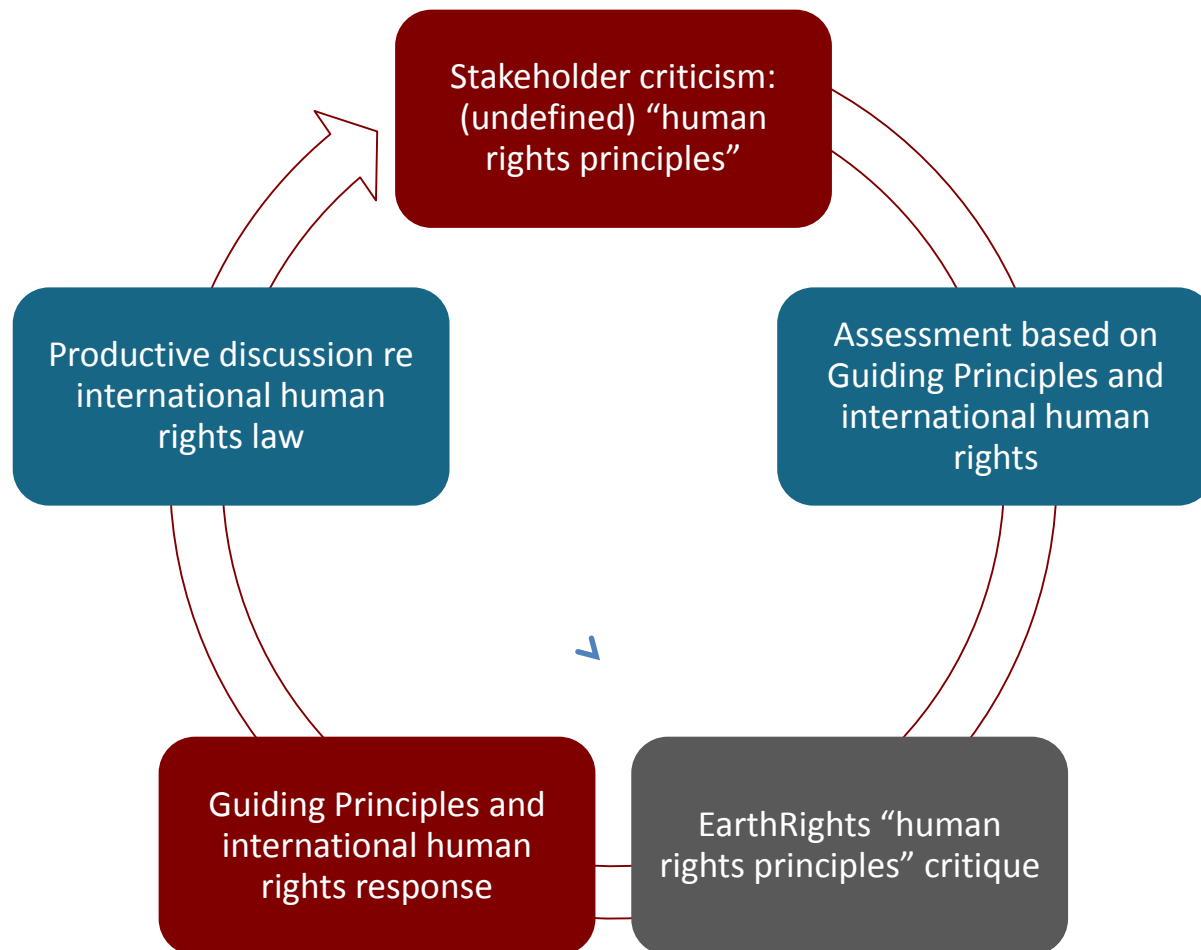 Stakeholder criticism:
(undefined) “human
rights principles”
Assessment based on
Guiding Principles and
international human
rights
EarthRights “human
rights principles” critique
Guiding Principles and
international human
rights response
Productive discussion re
international human
rights law